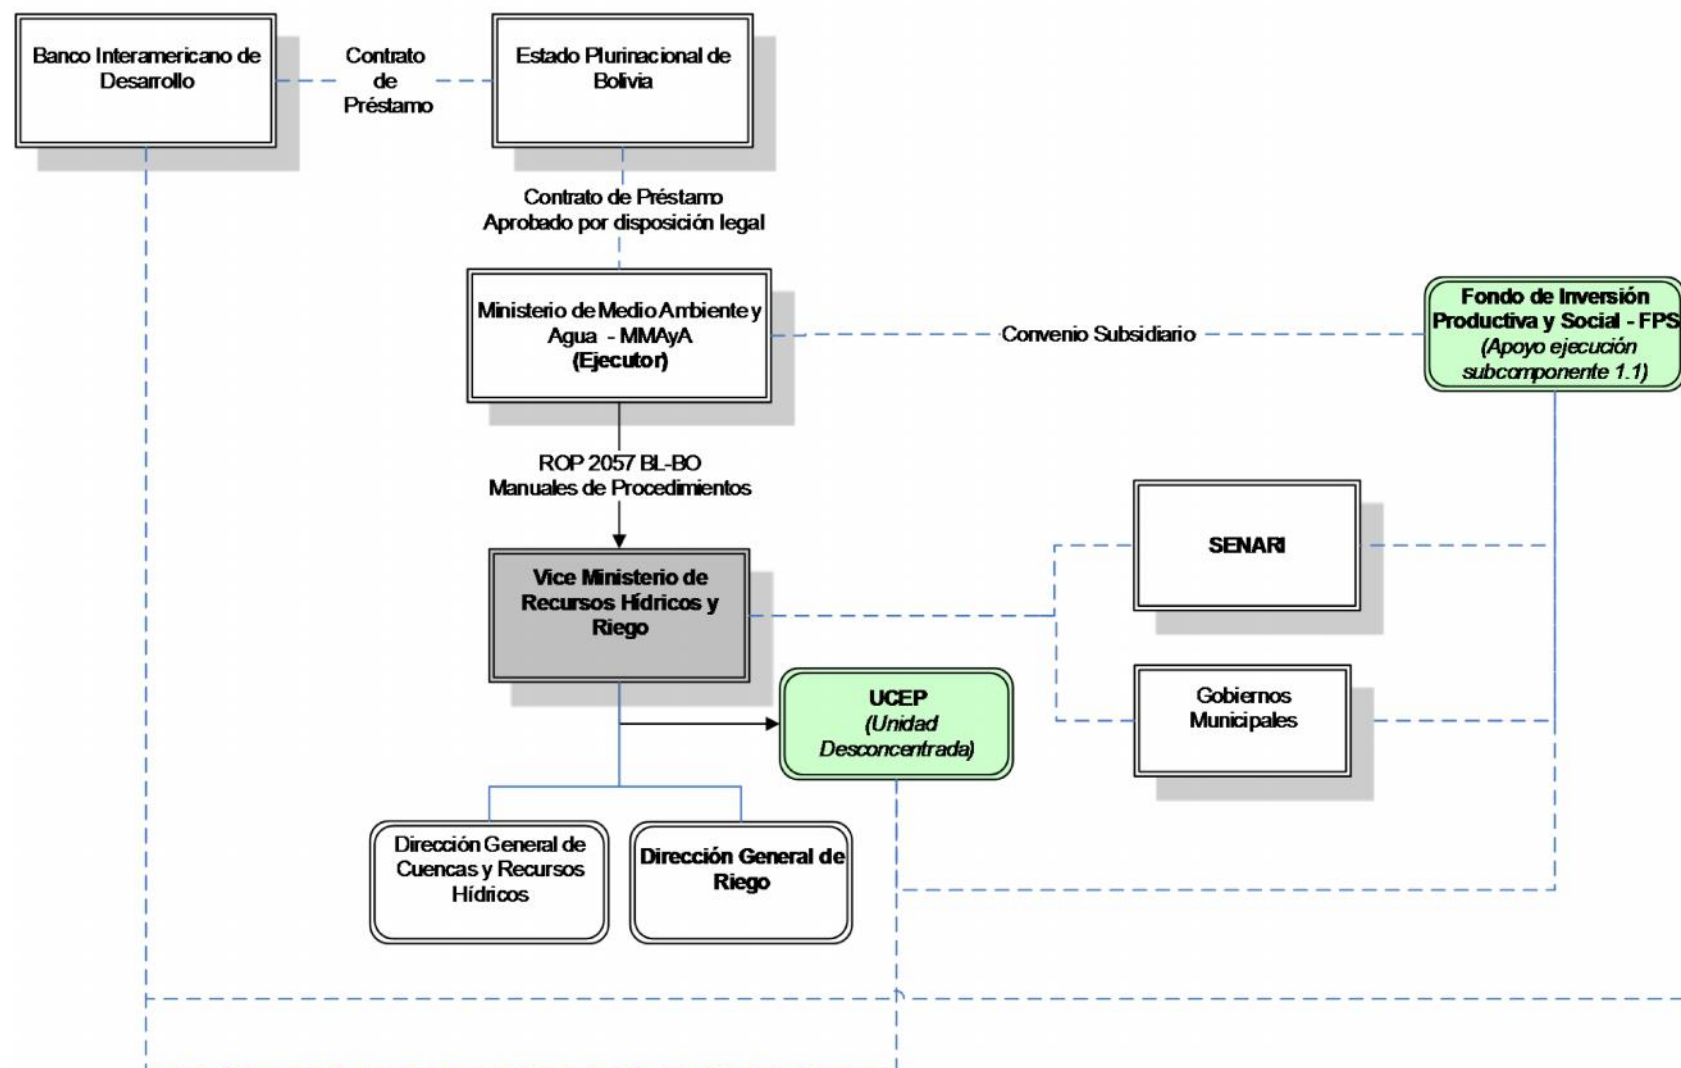 Banco Interamericano de
Desarrollo
Contrato
de
Préstamo
Estado Plurinacional de
Bolivia
Contrato de Préstamo
Aprobado por disposición legal
Ministerio de Medio Ambiente y
Agua - MMAyA
(Ejecutor)
Convenio Subsidiario
Fondo de Inversión
Productiva y Social - FPS
(Apoyo ejecución
subcomponente 1.1)
ROP 2057 BL-BO
Manuales de Procedimientos
Vice Ministerio de
Recursos Hídricos y
Riego
SENARI
Gobiernos
Municipales
UCEP
(Unidad
Desconcentrada)
Dirección General de
Cuencas y Recursos
Hídricos
Dirección General de
Riego